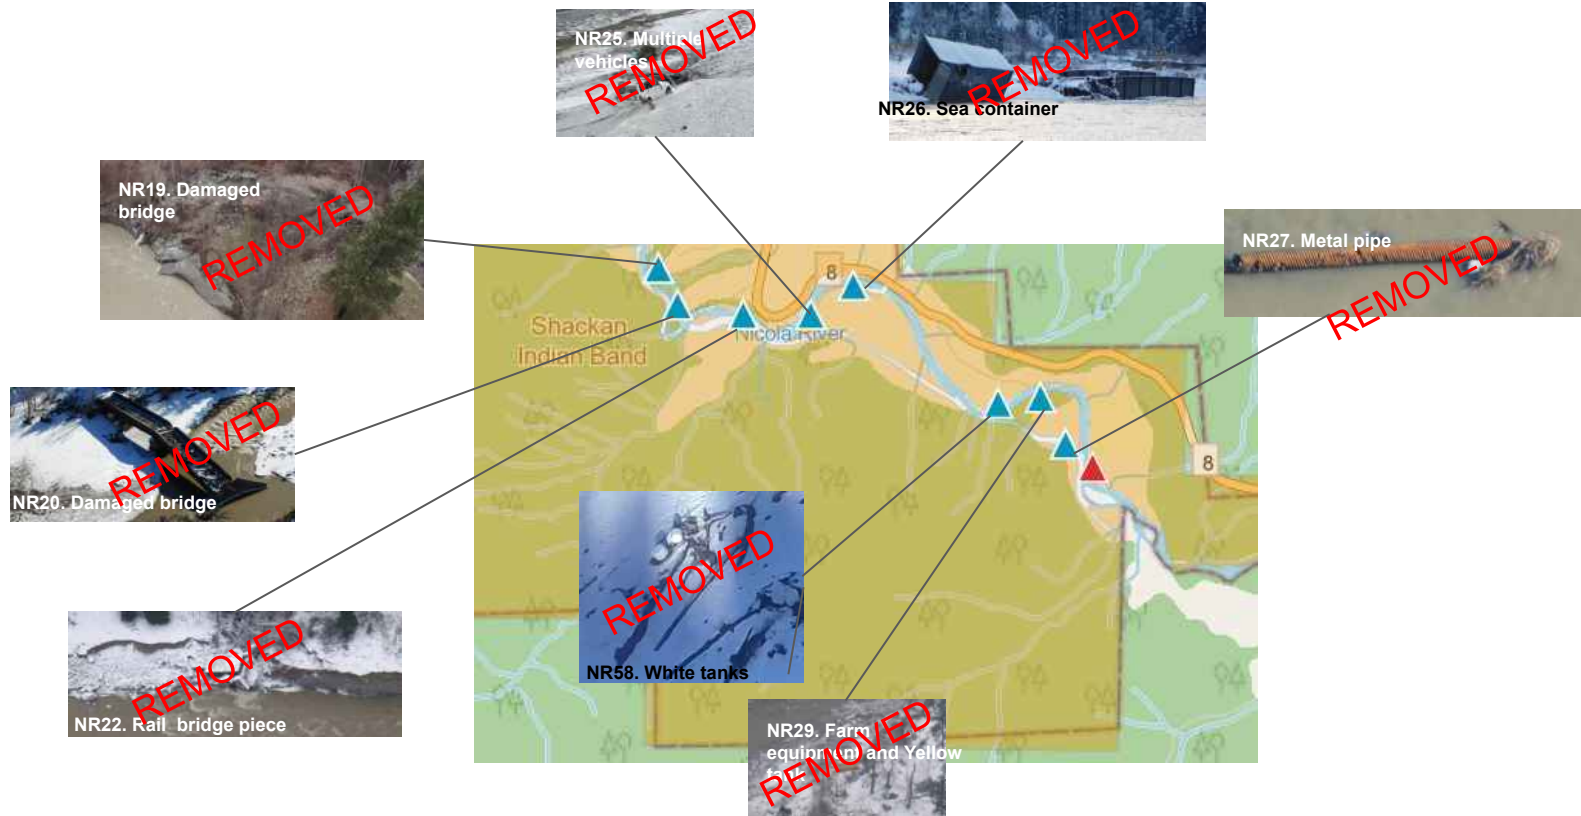 NR25. Multiple
vehicles
REMOVED
NR26. Sea container
REMOVED
NR19. Damaged
bridge
REMOVED
NR27. Metal pipe
REMOVED
8
Shackan
Indian Band
Nicola River
8
NR20. Damaged bridge
REMOVED
NR58. White tanks
REMOVED
NR22. Rail  bridge piece
REMOVED
NR29. Farm
equipment and Yellow
tank
REMOVED